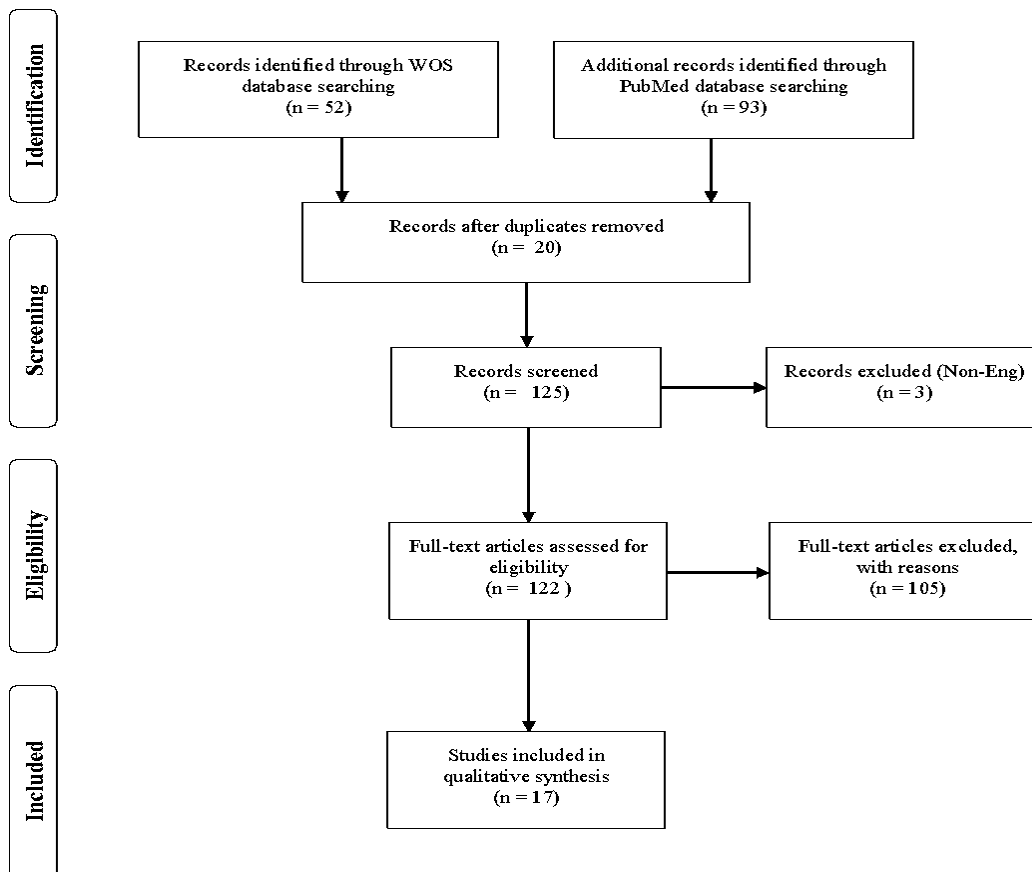 Identification
Records identified through WOS
database searching
(n = 52)
Additional records identified through
PubMed database searching
(n = 93)
Records after duplicates removed
(n = 20)
Screening
Records screened
(n = 125)
Records excluded (Non-Eng)
(n = 3)
Eligibility
Full-text articles assessed for
eligibility
(n = 122 )
Full-text articles excluded,
with reasons
(n = 105)
Included
Studies included in
qualitative synthesis
(n = 17)